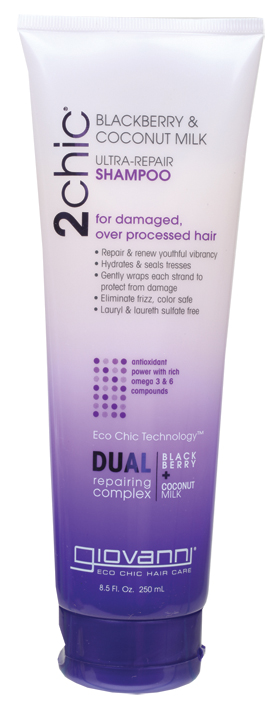 2chic®
BLACKBERRY &
COCONUT MILK
ULTRA-REPAIR
SHAMPOO
for damaged,
over processed hair
• Repair & renew youthful vibrancy
• Hydrates & seals tresses
• Gently wraps each strand to
protect from damage
• Eliminate frizz, color safe
• Lauryl & laureth sulfate free
antioxidant
power with rich
omega 3 & 6
compounds
Eco Chic Technology™
DUAL
repairing
complex
BLACK
BERRY
+
COCONUT
MILK
giovanni®
ECO CHIC HAIR CARE
8.5 Fl. Oz. 250 mL